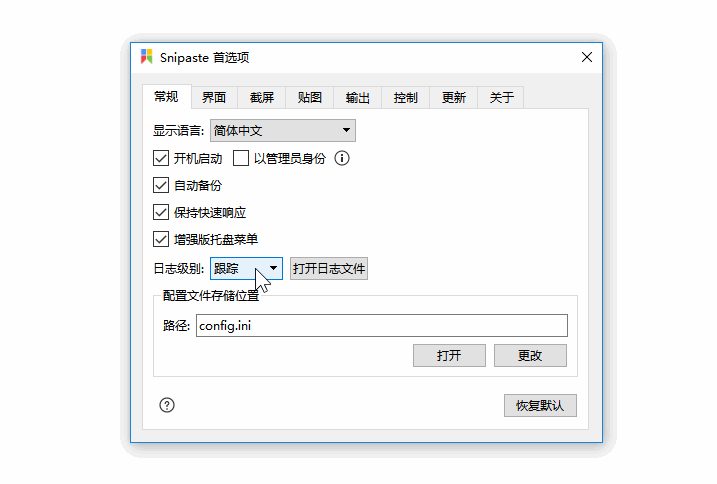 Snipaste 首选项
常规 界面 截屏 贴图 输出 控制 更新 关于
显示语言: 简体中文
开机启动 以管理员身份
自动备份
保持快速响应
增强版托盘菜单
日志级别: 跟踪 打开日志文件
配置文件存储位置
路径: config.ini
打开 更改
恢复默认